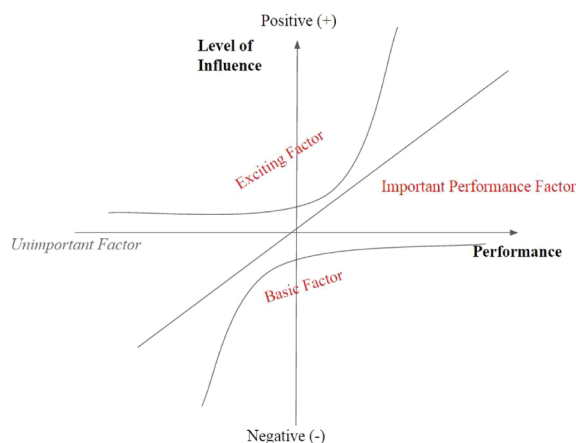 Positive (+)
Level of
Influence
Exciting Factor
Important Performance Factor
Unimportant Factor
Performance
Basic Factor
Negative (-)